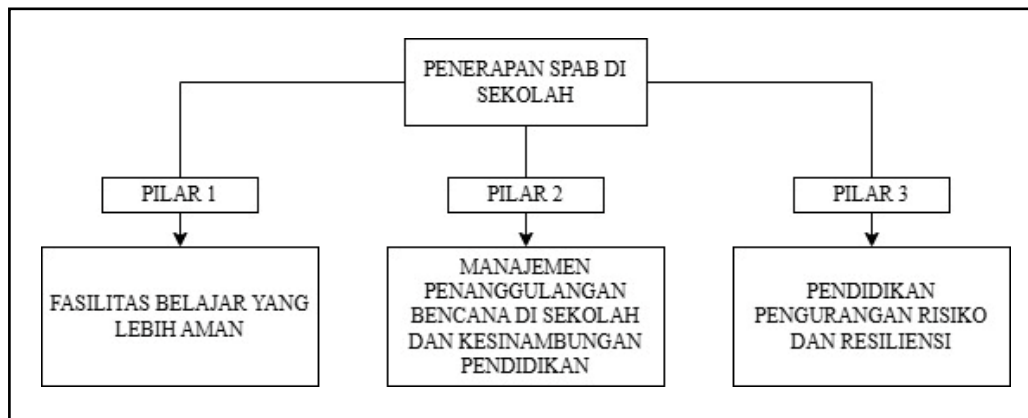 PENERAPAN SPAB DI
SEKOLAH
PILAR 1
PILAR 2
PILAR 3
FASILITAS BELAJAR YANG
LEBIH AMAN
MANAJEMEN
PENANGGULANGAN
BENCANA DI SEKOLAH
DAN KESINAMBUNGAN
PENDIDIKAN
PENDIDIKAN
PENGURANGAN RISIKO
DAN RESILIENSI